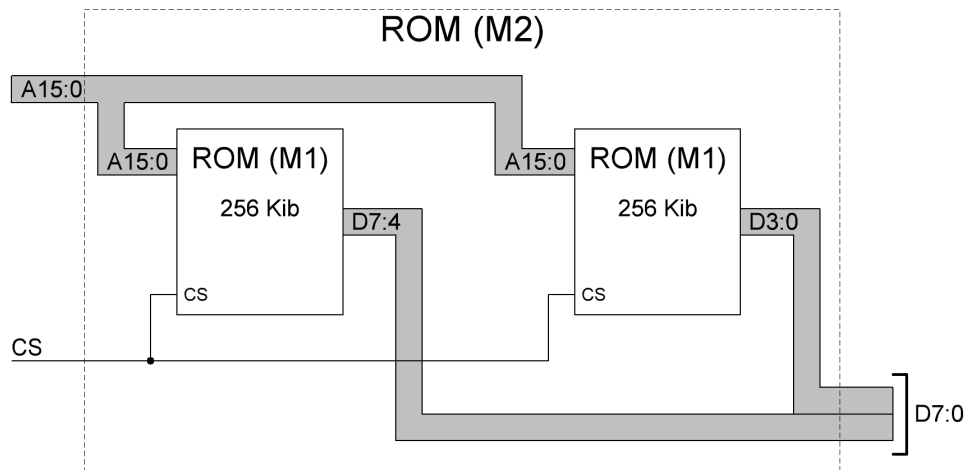 ROM (M2)
A15:0
A15:0
ROM (M1)
256 Kib
D7:4
CS
A15:0
ROM (M1)
256 Kib
D3:0
CS
CS
D7:0